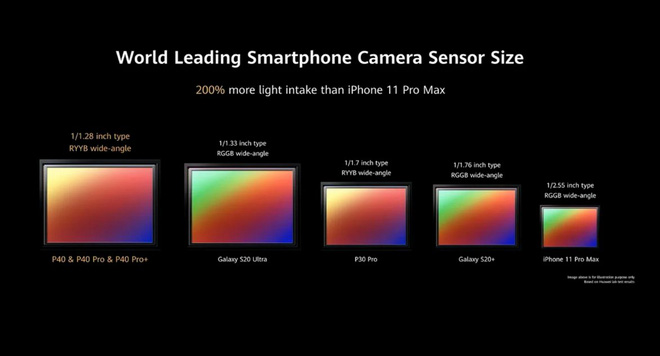 World Leading Smartphone Camera Sensor Size
200% more light intake than iPhone 11 Pro Max
1/1.28 inch type
RYYB wide-angle
P40 & P40 Pro & P40 Pro+
1/1.33 inch type
RGGB wide-angle
Galaxy S20 Ultra
1/1.7 inch type
RYYB wide-angle
P30 Pro
1/1.76 inch type
RGGB wide-angle
Galaxy S20+
1/2.55 inch type
RGGB wide-angle
iPhone 11 Pro Max
Image above is for illustration purpose only.
Based on Huawei lab test results.